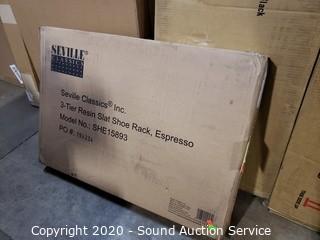 SEVILLE®
CLASSICS
Seville Classics® Inc.
3-Tier Resin Slat Shoe Rack, Espresso
Model No.: SHE15893
PO #:
Copyright © 2020 - Sound Auction Service